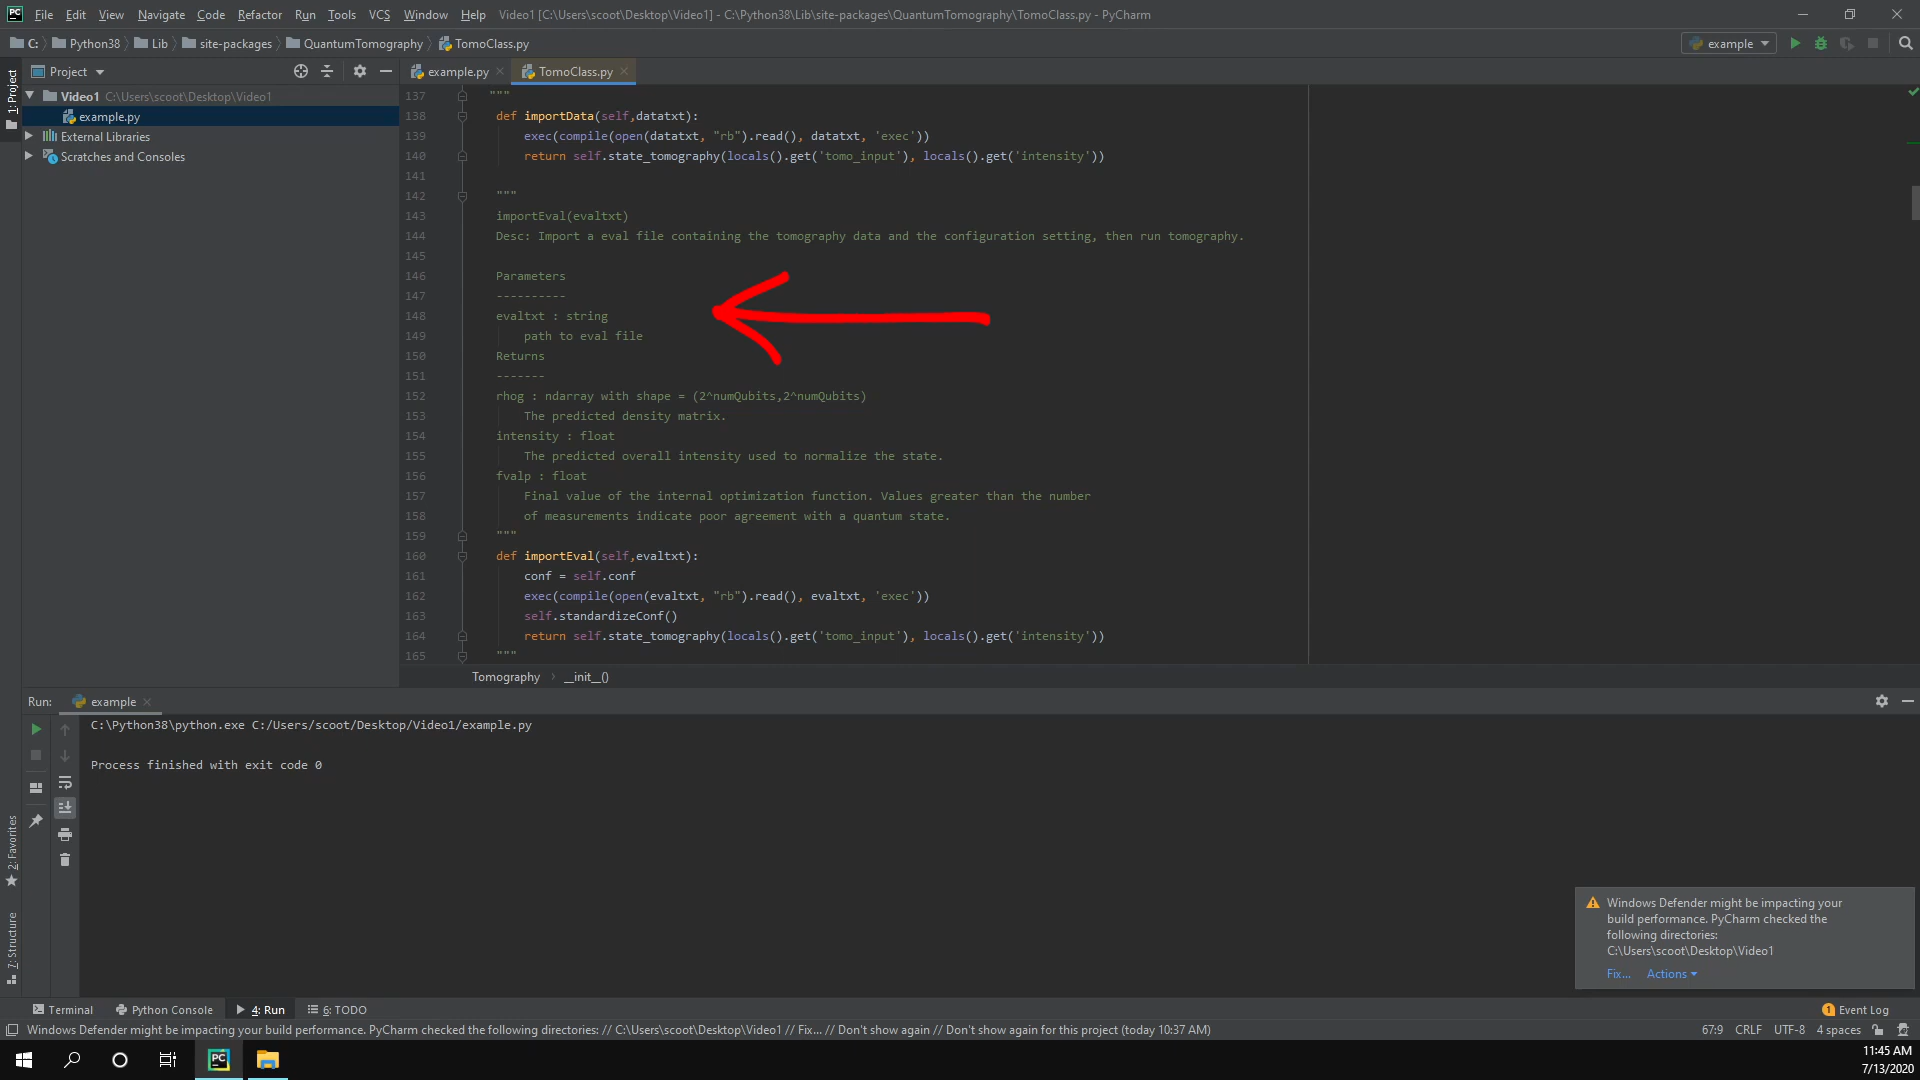 PC File Edit View Navigate Code Refactor Run Tools VCS Window Help Video1 [C:\Users\scoot\Desktop\Video1] - C:\Python38\Lib\site-packages\QuantumTomography\TomoClass.py - PyCharm
C: Python38 Lib site-packages QuantumTomography TomoClass.py example
Project example.py TomoClass.py
1: Project
Video1 C:\Users\scoot\Desktop\Video1
example.py
External Libraries
Scratches and Consoles
137 """
138 def importData(self,datatxt):
139 exec(compile(open(datatxt, "rb").read(), datatxt, 'exec'))
140 return self.state_tomography(locals().get('tomo_input'), locals().get('intensity'))
141
142 """
143 importEval(evaltxt)
144 Desc: Import a eval file containing the tomography data and the configuration setting, then run tomography.
145
146 Parameters
147 ----------
148 evaltxt : string
149 path to eval file
150 Returns
151 -------
152 rhog : ndarray with shape = (2^numQubits,2^numQubits)
153 The predicted density matrix.
154 intensity : float
155 The predicted overall intensity used to normalize the state.
156 fvalp : float
157 Final value of the internal optimization function. Values greater than the number
158 of measurements indicate poor agreement with a quantum state.
159 """
160 def importEval(self,evaltxt):
161 conf = self.conf
162 exec(compile(open(evaltxt, "rb").read(), evaltxt, 'exec'))
163 self.standardizeConf()
164 return self.state_tomography(locals().get('tomo_input'), locals().get('intensity'))
165 """
Tomography __init__()
Run: example
C:\Python38\python.exe C:/Users/scoot/Desktop/Video1/example.py
Process finished with exit code 0
2: Favorites
7: Structure
Windows Defender might be impacting your
build performance. PyCharm checked the
following directories:
C:\Users\scoot\Desktop\Video1
Fix... Actions
Terminal Python Console 4: Run 6: TODO 1 Event Log
Windows Defender might be impacting your build performance. PyCharm checked the following directories: // C:\Users\scoot\Desktop\Video1 // Fix... // Don't show again // Don't show again for this project (today 10:37 AM) 67:9 CRLF UTF-8 4 spaces
PC
11:45 AM
7/13/2020